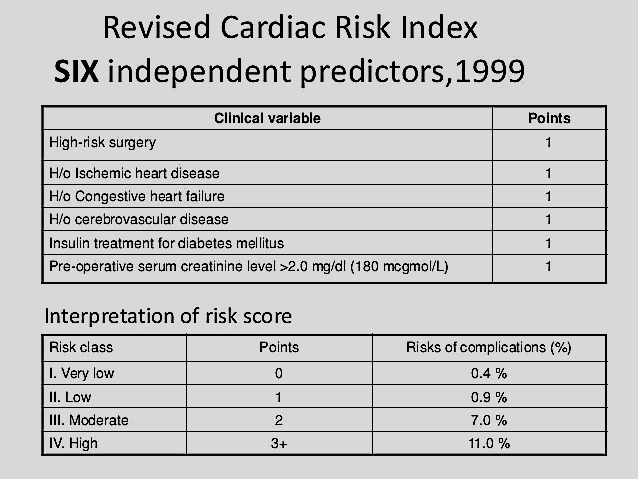 Revised Cardiac Risk Index
SIX independent predictors,1999
Clinical variable Points
High-risk surgery 1
H/o Ischemic heart disease 1
H/o Congestive heart failure 1
H/o cerebrovascular disease 1
Insulin treatment for diabetes mellitus 1
Pre-operative serum creatinine level >2.0 mg/dl (180 mcgmol/L) 1
Interpretation of risk score
Risk class Points Risks of complications (%)
I. Very low 0 0.4 %
II. Low 1 0.9 %
III. Moderate 2 7.0 %
IV. High 3+ 11.0 %